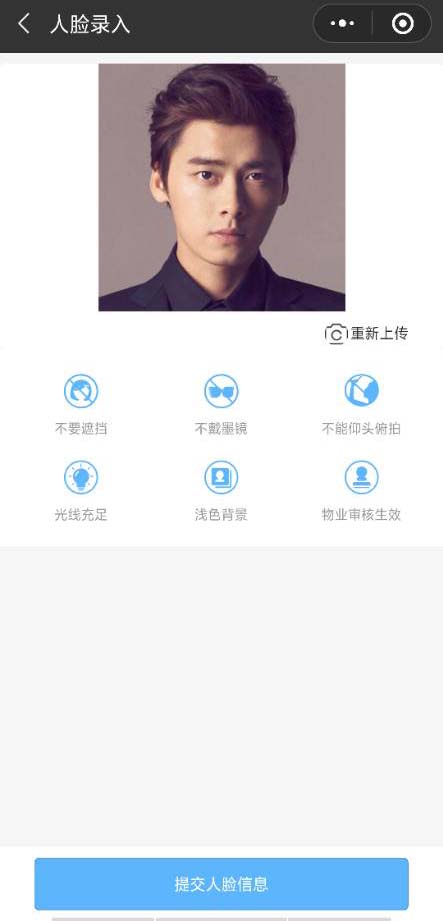 人脸录入
重新上传
不要遮挡
不戴墨镜
不能仰头俯拍
光线充足
浅色背景
物业审核生效
提交人脸信息